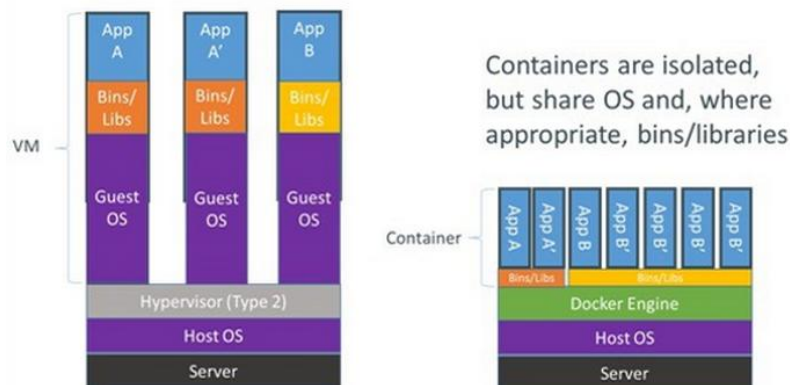 App
A
App
A'
App
B
Bins/
Libs
Bins/
Libs
Bins/
Libs
VM
Guest
OS
Guest
OS
Guest
OS
Hypervisor (Type 2)
Host OS
Server
Containers are isolated,
but share OS and, where
appropriate, bins/libraries
Container
App A
App A'
App B
App B'
App B'
App B'
App B'
Bins/Libs
Bins/Libs
Docker Engine
Host OS
Server